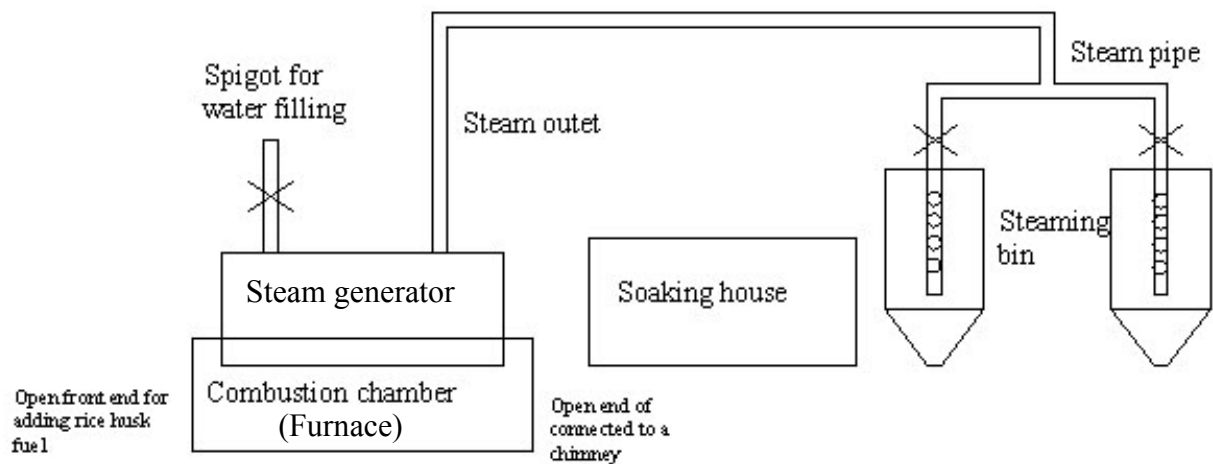 Spigot for
water filling
Steam outet
Steam pipe
Steaming
bin
Steam generator
Soaking house
Combustion chamber
(Furnace)
Open front end for
adding rice husk
fuel
Open end of
connected to a
chimney